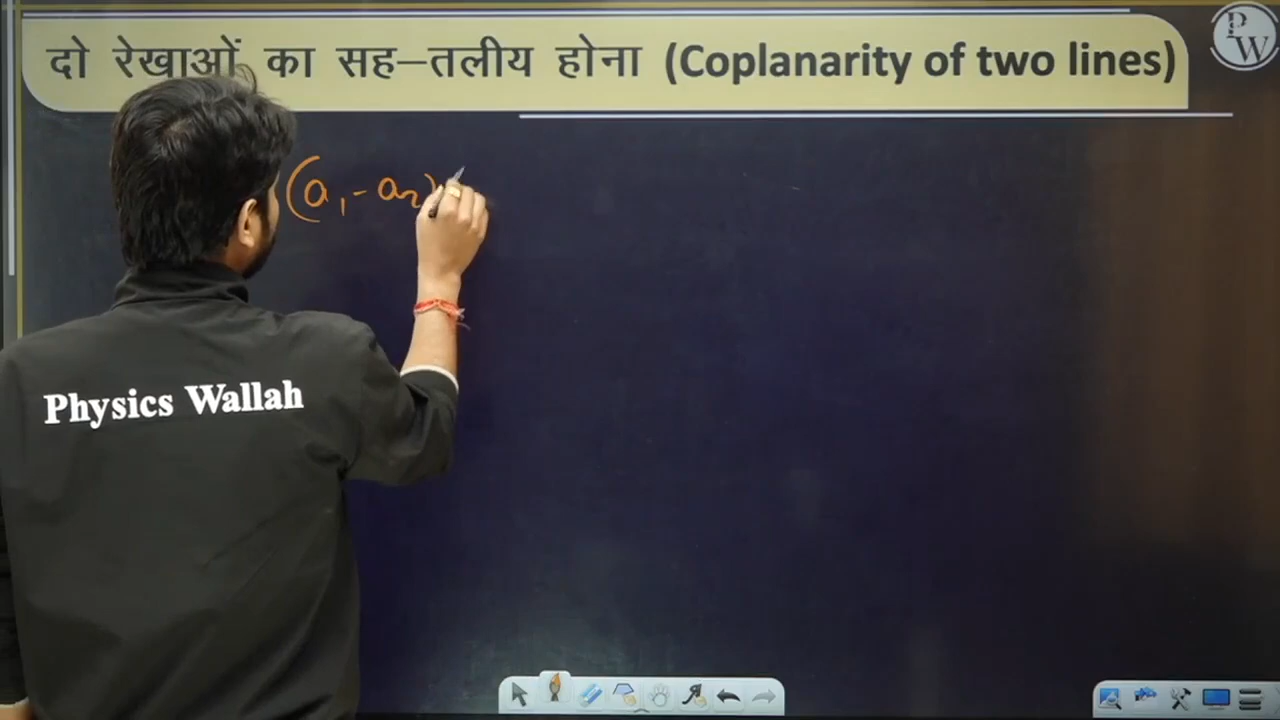 दो रेखाओं का सह–तलीय होना (Coplanarity of two lines)
PW
(a₁-a₂)
Physics Wallah